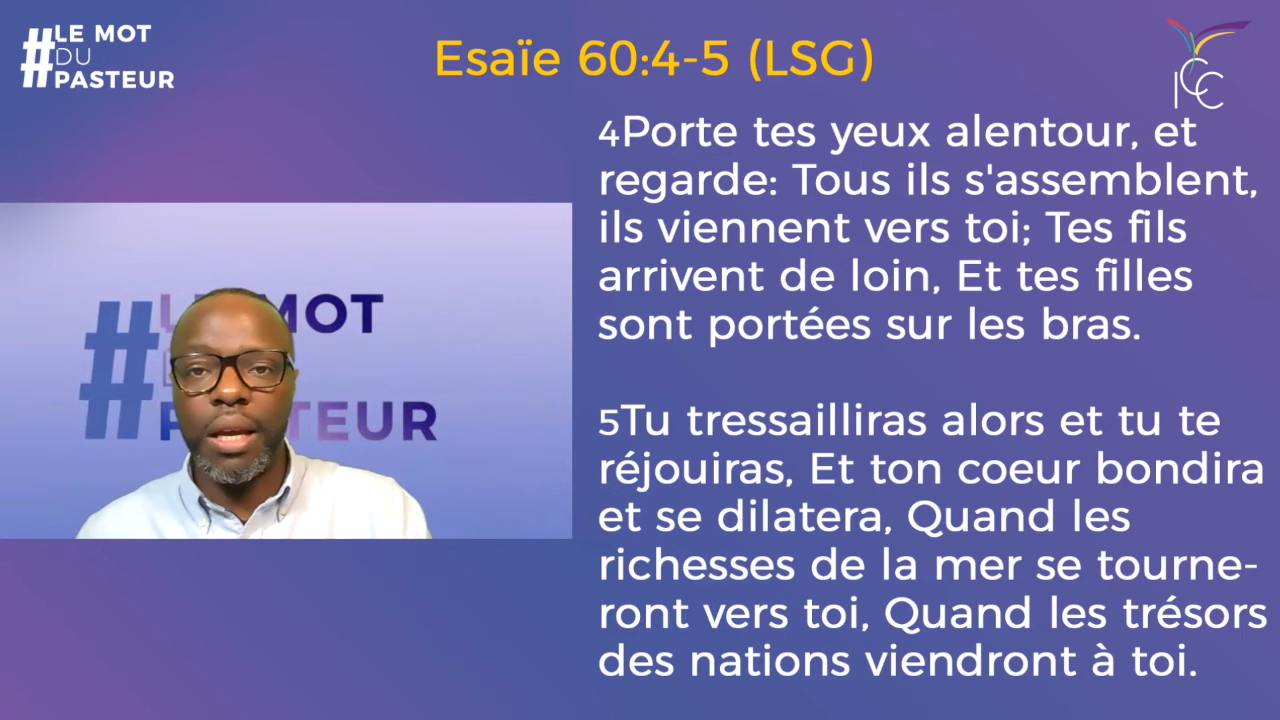 #LE MOT
DU
PASTEUR
Esaïe 60:4-5 (LSG)
ICC
4Porte tes yeux alentour, et
regarde: Tous ils s'assemblent,
ils viennent vers toi; Tes fils
arrivent de loin, Et tes filles
sont portées sur les bras.
5Tu tressailliras alors et tu te
réjouiras, Et ton coeur bondira
et se dilatera, Quand les
richesses de la mer se tourne-
ront vers toi, Quand les trésors
des nations viendront à toi.
# MOT
TEUR